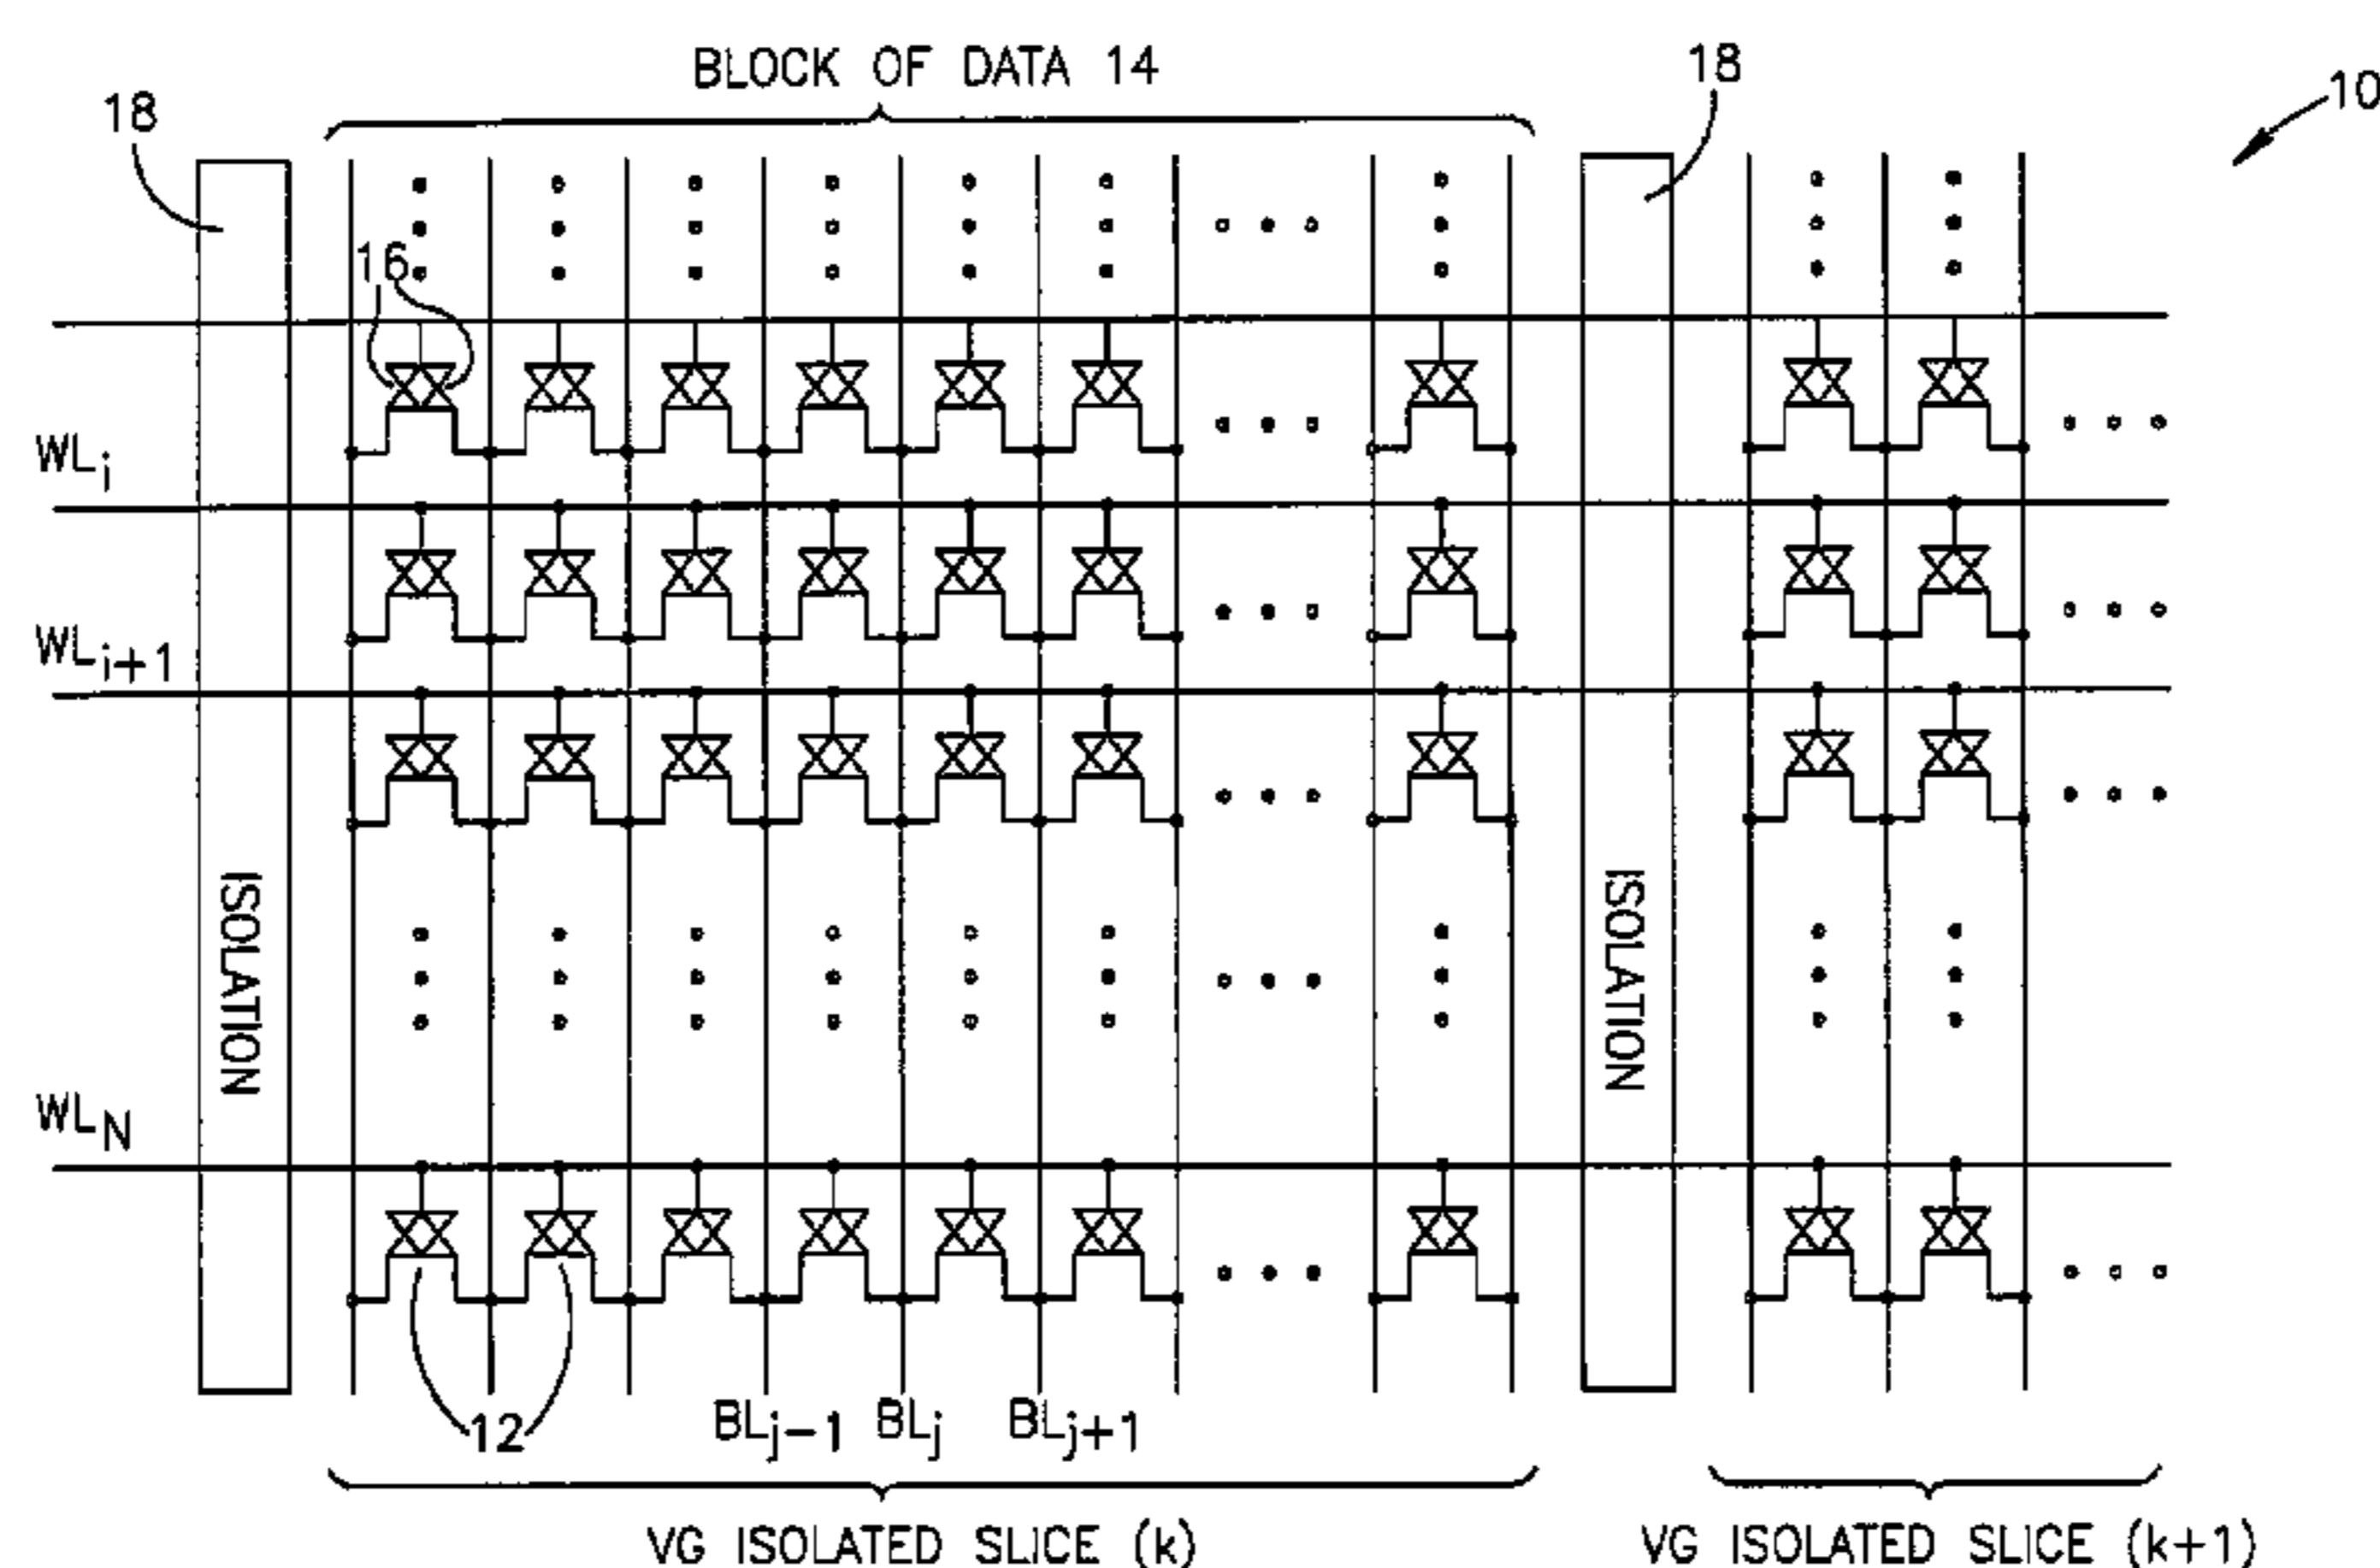 BLOCK OF DATA 14
18
18
10
16
WLi
WLi+1
ISOLATION
ISOLATION
WLN
12
BLj-1 BLj BLj+1
VG ISOLATED SLICE (k)
VG ISOLATED SLICE (k+1)